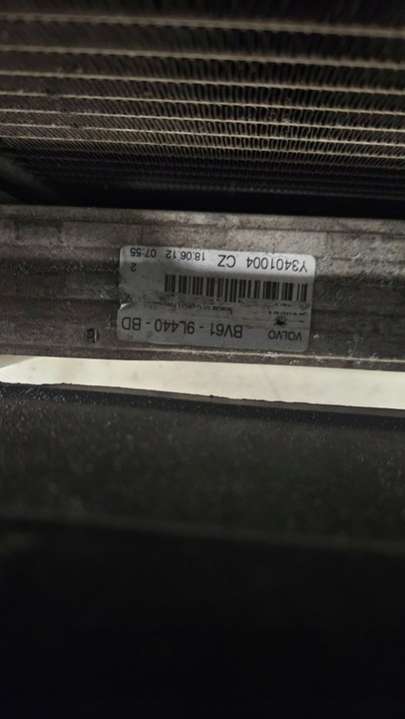 VOLVO
BV61 - 9L440 - BD
Y3401004 CZ 18.06.12 07:55
2